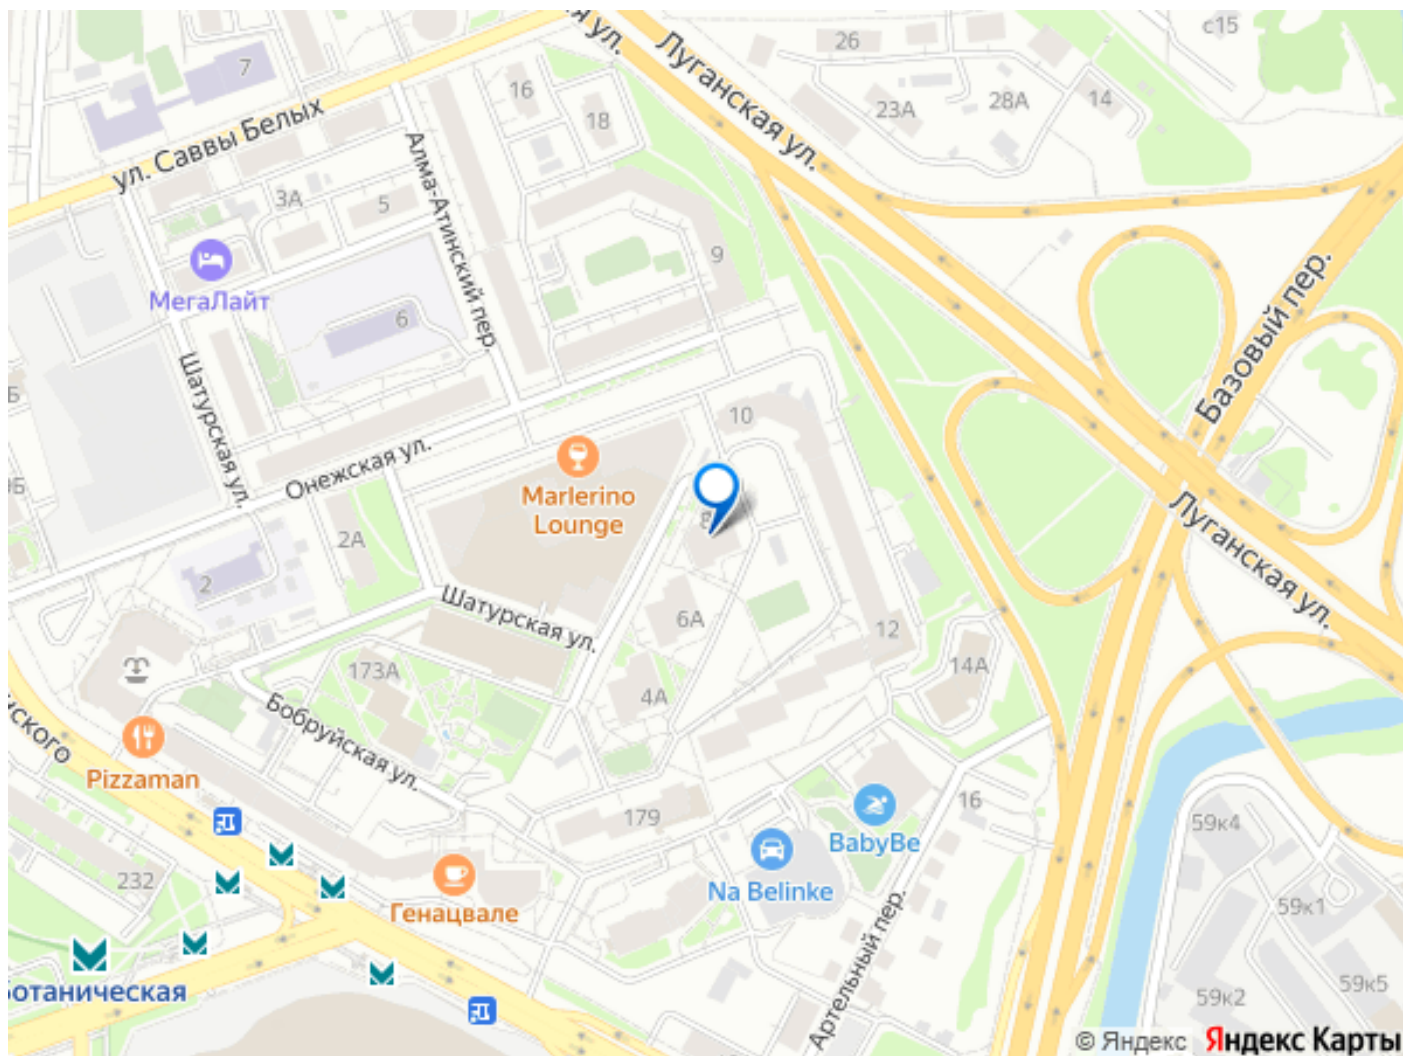 26
с15
ул.
Луганская ул.
7
16
28А
14
23А
18
ул. Саввы Белых
Алма-Атинский пер.
3А
5
9
МегаЛайт
6
Базовый пер.
Шатурская ул.
10
Онежская ул.
Marlerino
Lounge
Луганская ул.
2А
2
Шатурская ул.
6А
12
14А
173А
4А
Бобруйская ул.
Pizzaman
16
179
BabyBe
59к4
Na Belinke
232
Генацвале
59к1
Артельный пер.
59к5
59к2
© Яндекс Яндекс Карты